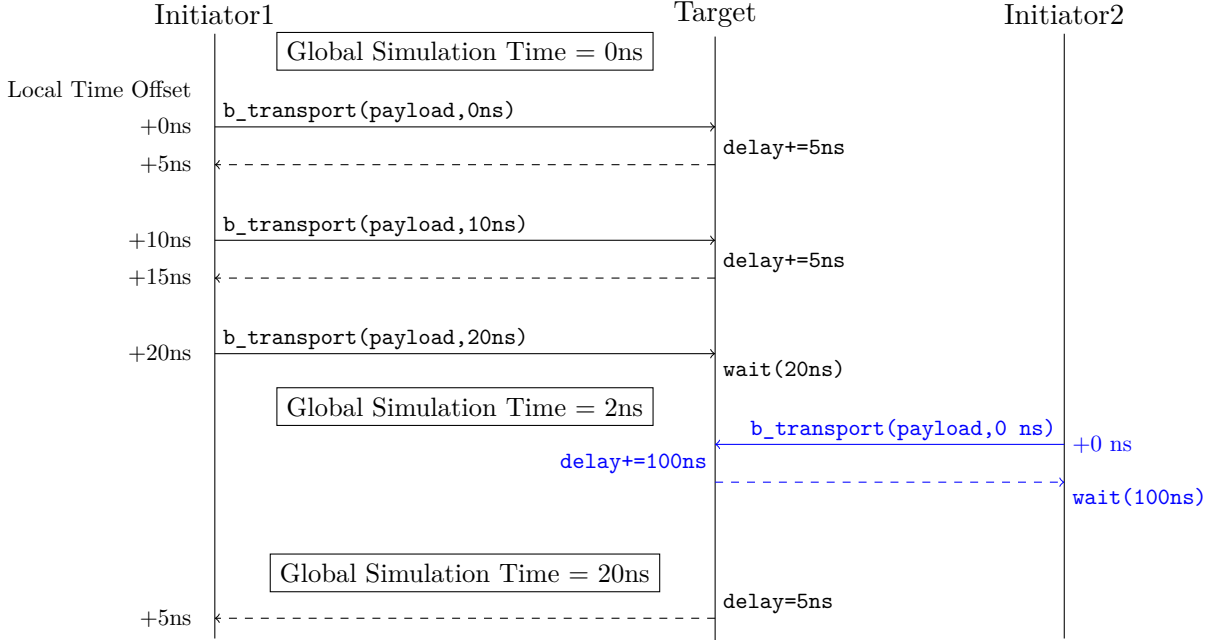 Initiator1
Target
Initiator2
Global Simulation Time = 0ns
Local Time Offset
b_transport(payload,0ns)
+0ns
delay+=5ns
+5ns
b_transport(payload,10ns)
+10ns
delay+=5ns
+15ns
b_transport(payload,20ns)
+20ns
wait(20ns)
Global Simulation Time = 2ns
b_transport(payload,0 ns)
+0 ns
delay+=100ns
wait(100ns)
Global Simulation Time = 20ns
delay=5ns
+5ns